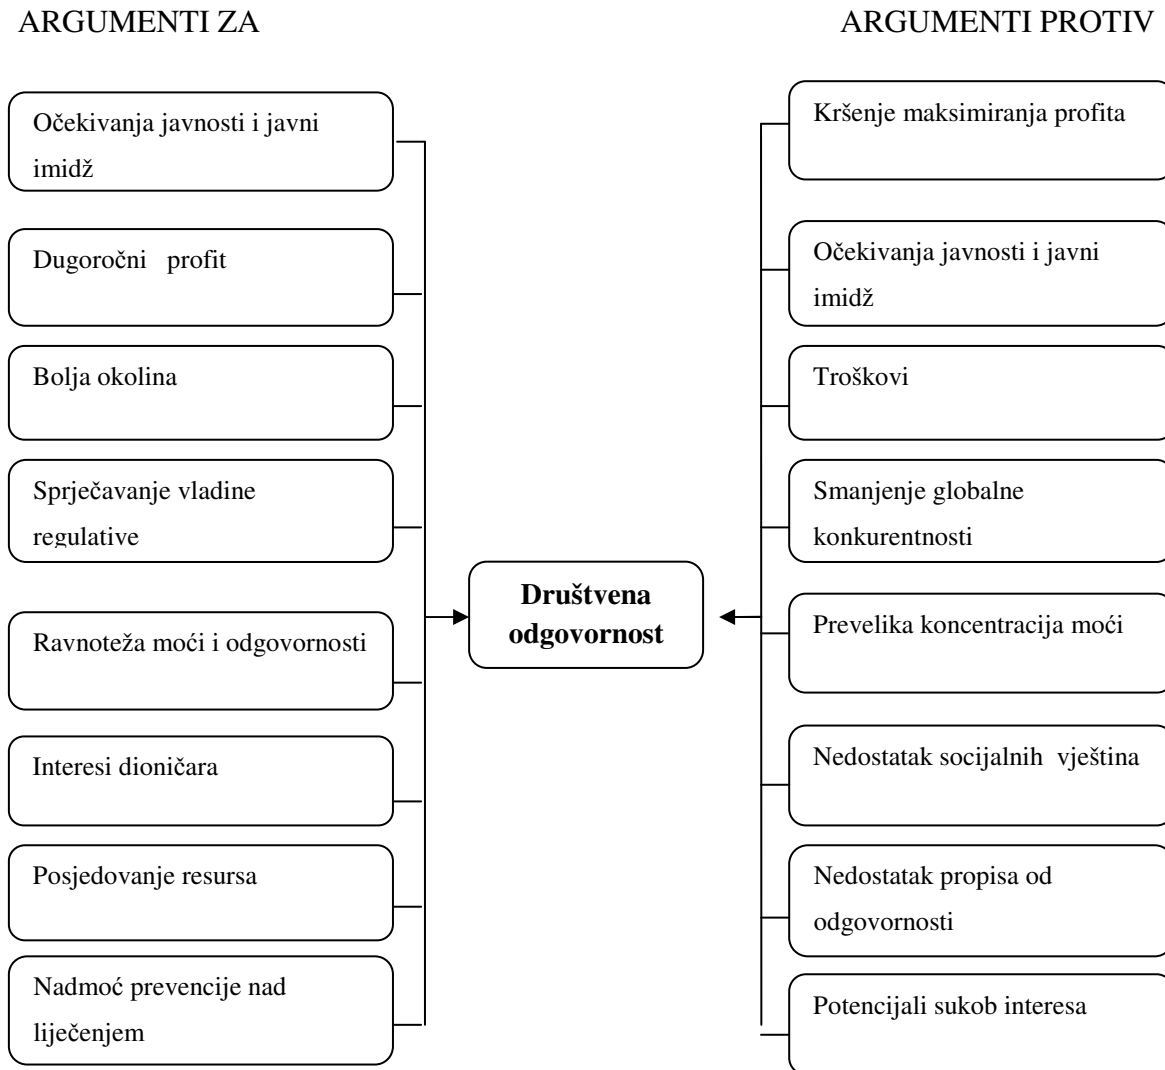 ARGUMENTI ZA
Očekivanja javnosti i javni
imidž
Dugoročni profit
Bolja okolina
Sprječavanje vladine
regulative
Ravnoteža moći i odgovornosti
Interesi dioničara
Posjedovanje resursa
Nadmoć prevencije nad
liječenjem
Društvena
odgovornost
ARGUMENTI PROTIV
Kršenje maksimiranja profita
Očekivanja javnosti i javni
imidž
Troškovi
Smanjenje globalne
konkurentnosti
Prevelika koncentracija moći
Nedostatak socijalnih vještina
Nedostatak propisa od
odgovornosti
Potencijali sukob interesa